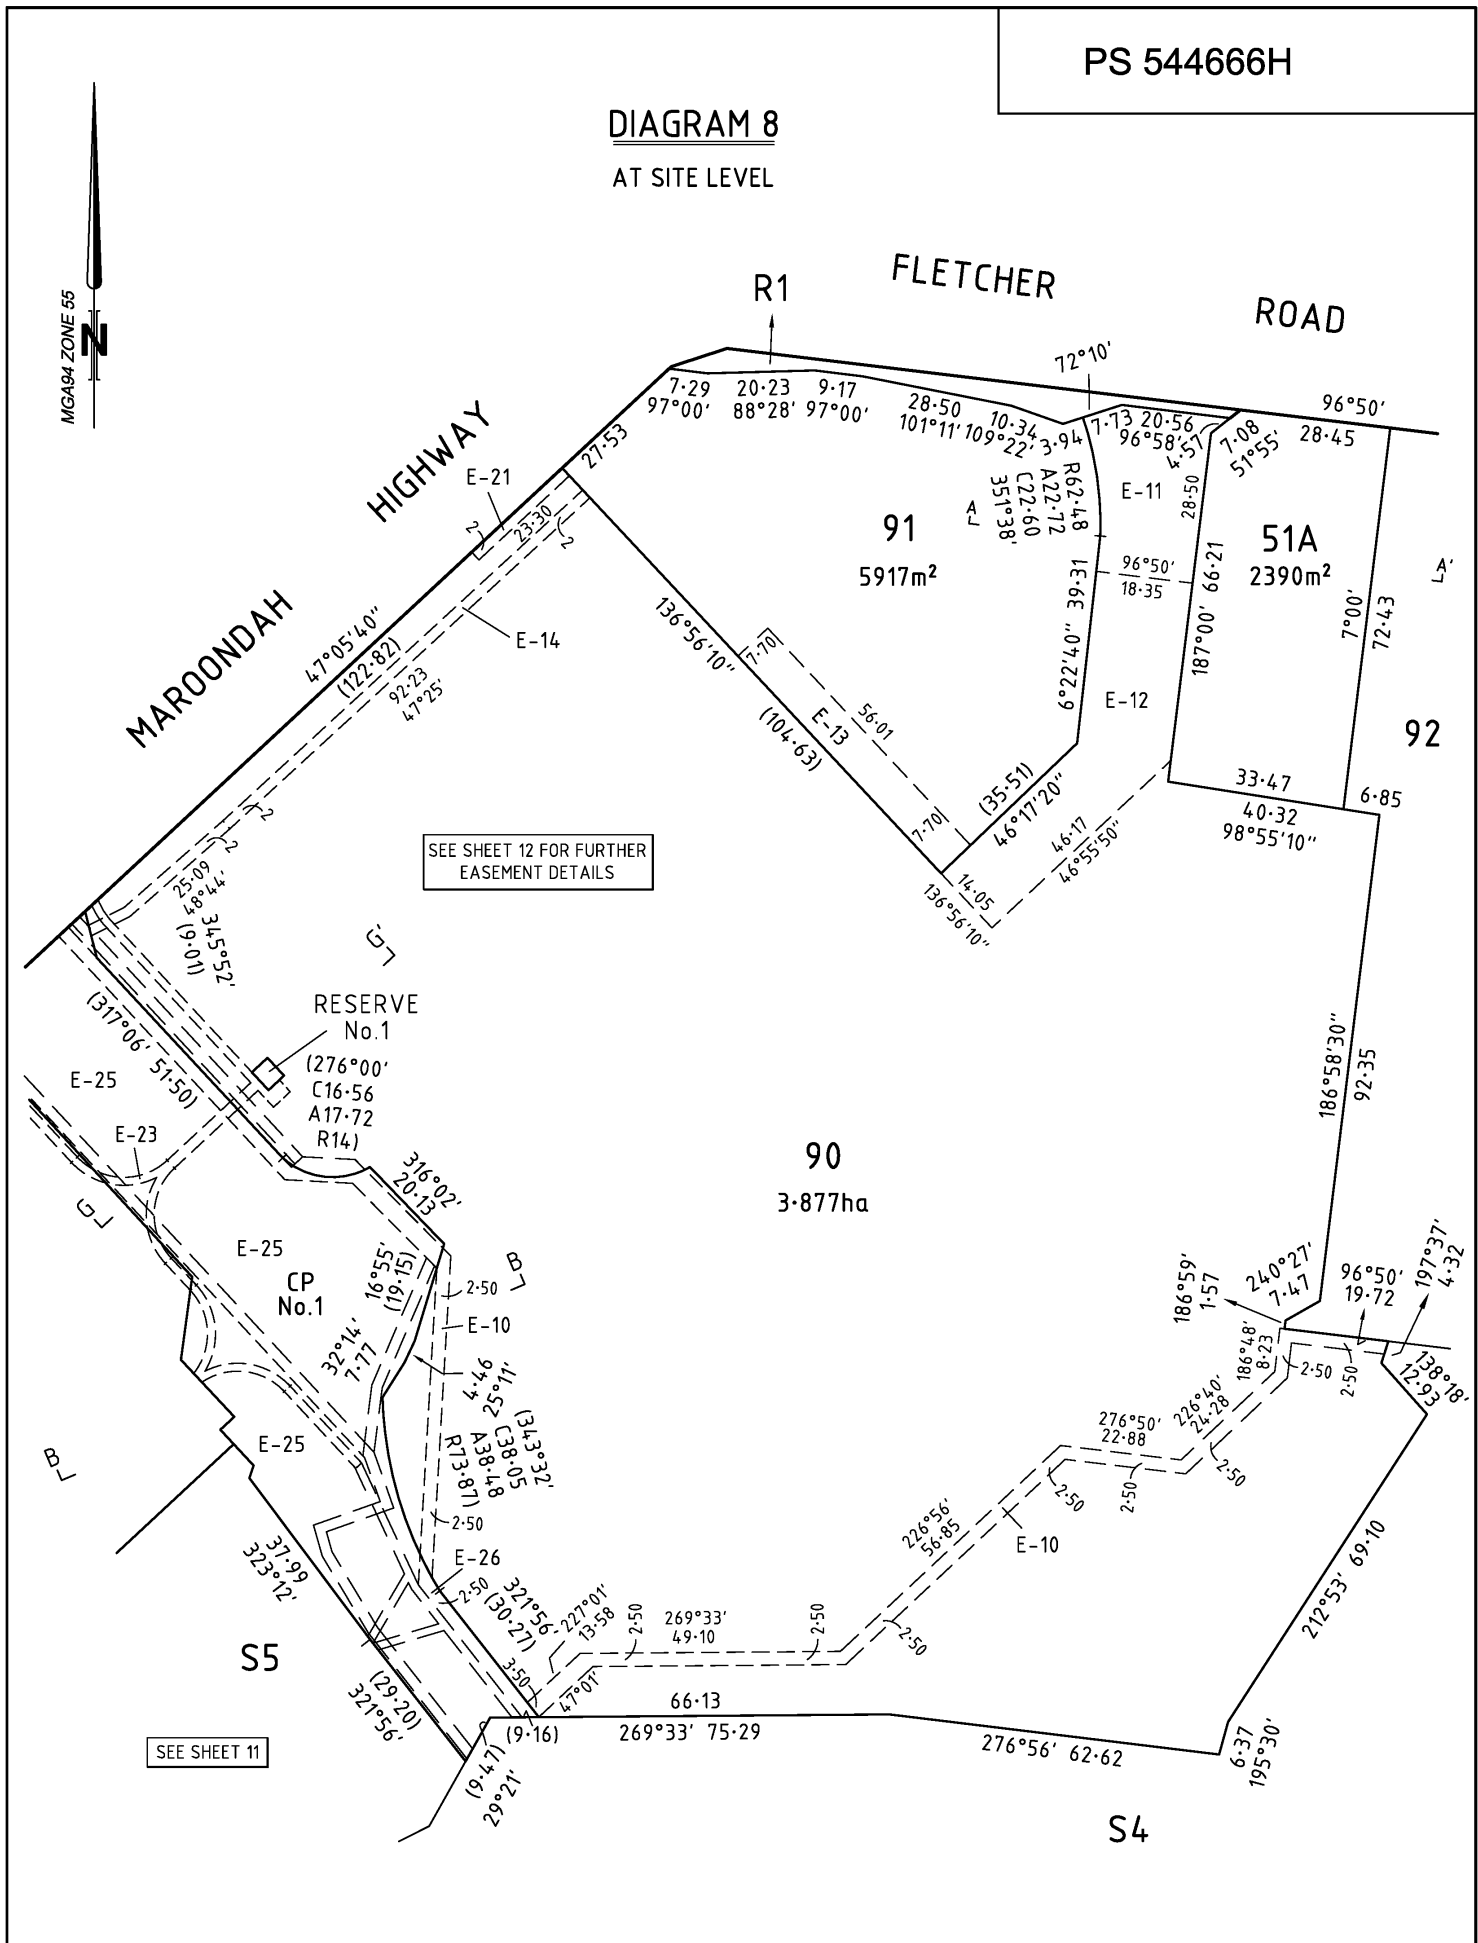 PS 544666H
DIAGRAM 8
AT SITE LEVEL
MGA94 ZONE 55
N
FLETCHER
ROAD
R1
72°10'
96°50'
28·45
7·29
97°00'
20·23
88°28'
9·17
97°00'
28·50
101°11'
10·34
109°22'
3·94
7·73
20·56
96°58'
4·57
7·08
51°55'
HIGHWAY
MAROONDAH
27·53
E-21
23·30
2
2
E-14
47°05'40"
(122·82)
92·23
47°25'
R62·48
A22·72
C22·60
351°38'
E-11
28·50
A
91
5917m²
51A
2390m²
A'
96°50'
18·35
39·31
6°22'40"
66·21
187°00'
7°00'
72·43
136°56'10"
(104·63)
7·70
E-13
56·01
7·70
E-12
92
(35·51)
46°17'20"
46·17
46°55'50"
14·05
136°56'10"
33·47
40·32
98°55'10"
6·85
SEE SHEET 12 FOR FURTHER
EASEMENT DETAILS
2
2
25·09
48°44'
345°52'
(9·01)
G'
RESERVE
No.1
(317°06' 51·50)
(276°00'
C16·56
A17·72
R14)
E-25
E-23
G
316°02'
20·13
90
3·877ha
186°58'30"
92·35
E-25
CP
No.1
16°55'
(19·15)
B'
2·50
E-10
32°14'
7·77
4·46
25°11'
(343°32'
C38·05
A38·48
R73·87)
186°59'
1·57
240°27'
7·47
96°50'
19·72
197°37'
4·32
186°48'
8·23
2·50
2·50
138°18'
12·93
226°40'
24·28
276°50'
22·88
2·50
2·50
2·50
226°56'
56·85
E-10
B
E-25
2·50
E-26
2·50
321°56'
(30·27)
227°01'
13·58
2·50
269°33'
49·10
2·50
2·50
212°53' 69·10
37·99
323°12'
S5
(29·20)
321°56'
3·50
47°01'
66·13
(9·16)
269°33' 75·29
276°56' 62·62
6·37
195°30'
(9·47)
29°21'
SEE SHEET 11
S4